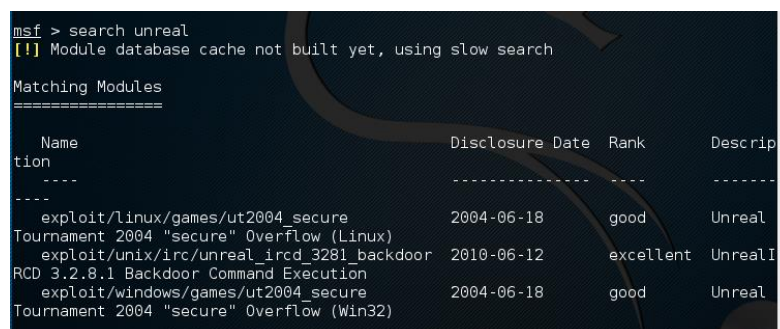 msf > search unreal
[!] Module database cache not built yet, using slow search
Matching Modules
================
Name Disclosure Date Rank Descrip
tion
---- --------------- ---- -------
----
exploit/linux/games/ut2004_secure 2004-06-18 good Unreal
Tournament 2004 "secure" Overflow (Linux)
exploit/unix/irc/unreal_ircd_3281_backdoor 2010-06-12 excellent UnrealI
RCD 3.2.8.1 Backdoor Command Execution
exploit/windows/games/ut2004_secure 2004-06-18 good Unreal
Tournament 2004 "secure" Overflow (Win32)